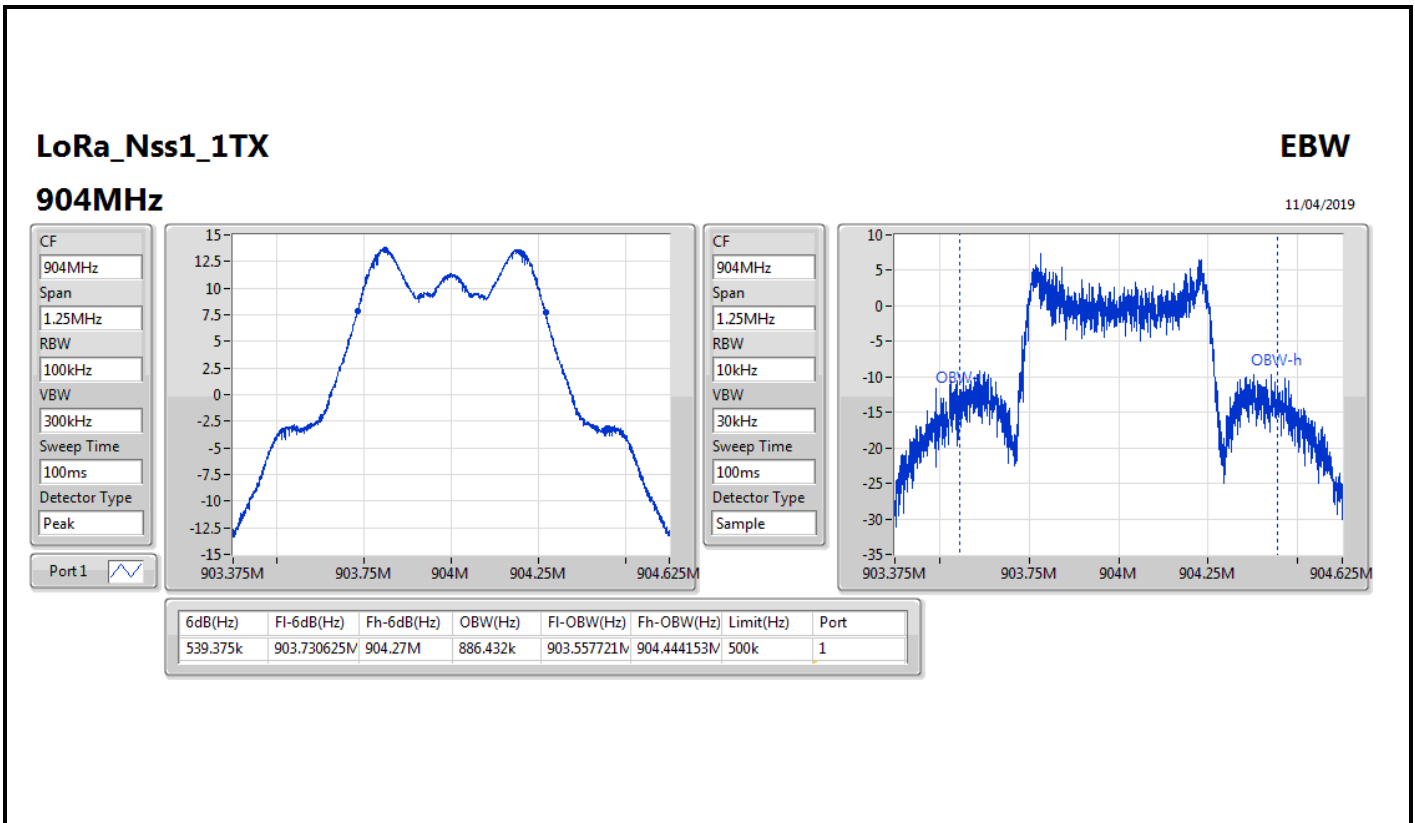 LoRa_Nss1_1TX
EBW
904MHz
11/04/2019
CF
904MHz
Span
1.25MHz
RBW
100kHz
VBW
300kHz
Sweep Time
100ms
Detector Type
Peak
Port 1
15
12.5
10
7.5
5
2.5
0
-2.5
-5
-7.5
-10
-12.5
-15
903.375M 903.75M 904M 904.25M 904.625M
CF
904MHz
Span
1.25MHz
RBW
10kHz
VBW
30kHz
Sweep Time
100ms
Detector Type
Sample
10
5
0
-5
-10
-15
-20
-25
-30
-35
OBW-h
903.375M 903.75M 904M 904.25M 904.625M
6dB(Hz) Fl-6dB(Hz) Fh-6dB(Hz) OBW(Hz) Fl-OBW(Hz) Fh-OBW(Hz) Limit(Hz) Port
539.375k 903.730625M 904.27M 886.432k 903.557721M 904.444153M 500k 1